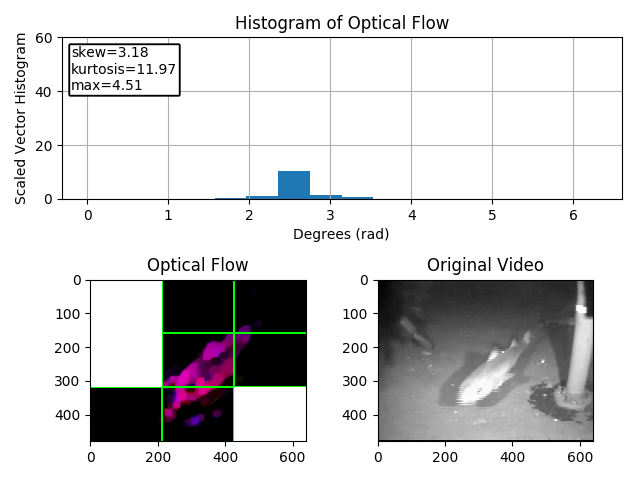 Histogram of Optical Flow
skew=3.18
kurtosis=11.97
max=4.51
Scaled Vector Histogram
60
40
20
0
0 1 2 3 4 5 6
Degrees (rad)
Optical Flow
0
100
200
300
400
0 200 400 600
Original Video
0
100
200
300
400
0 200 400 600